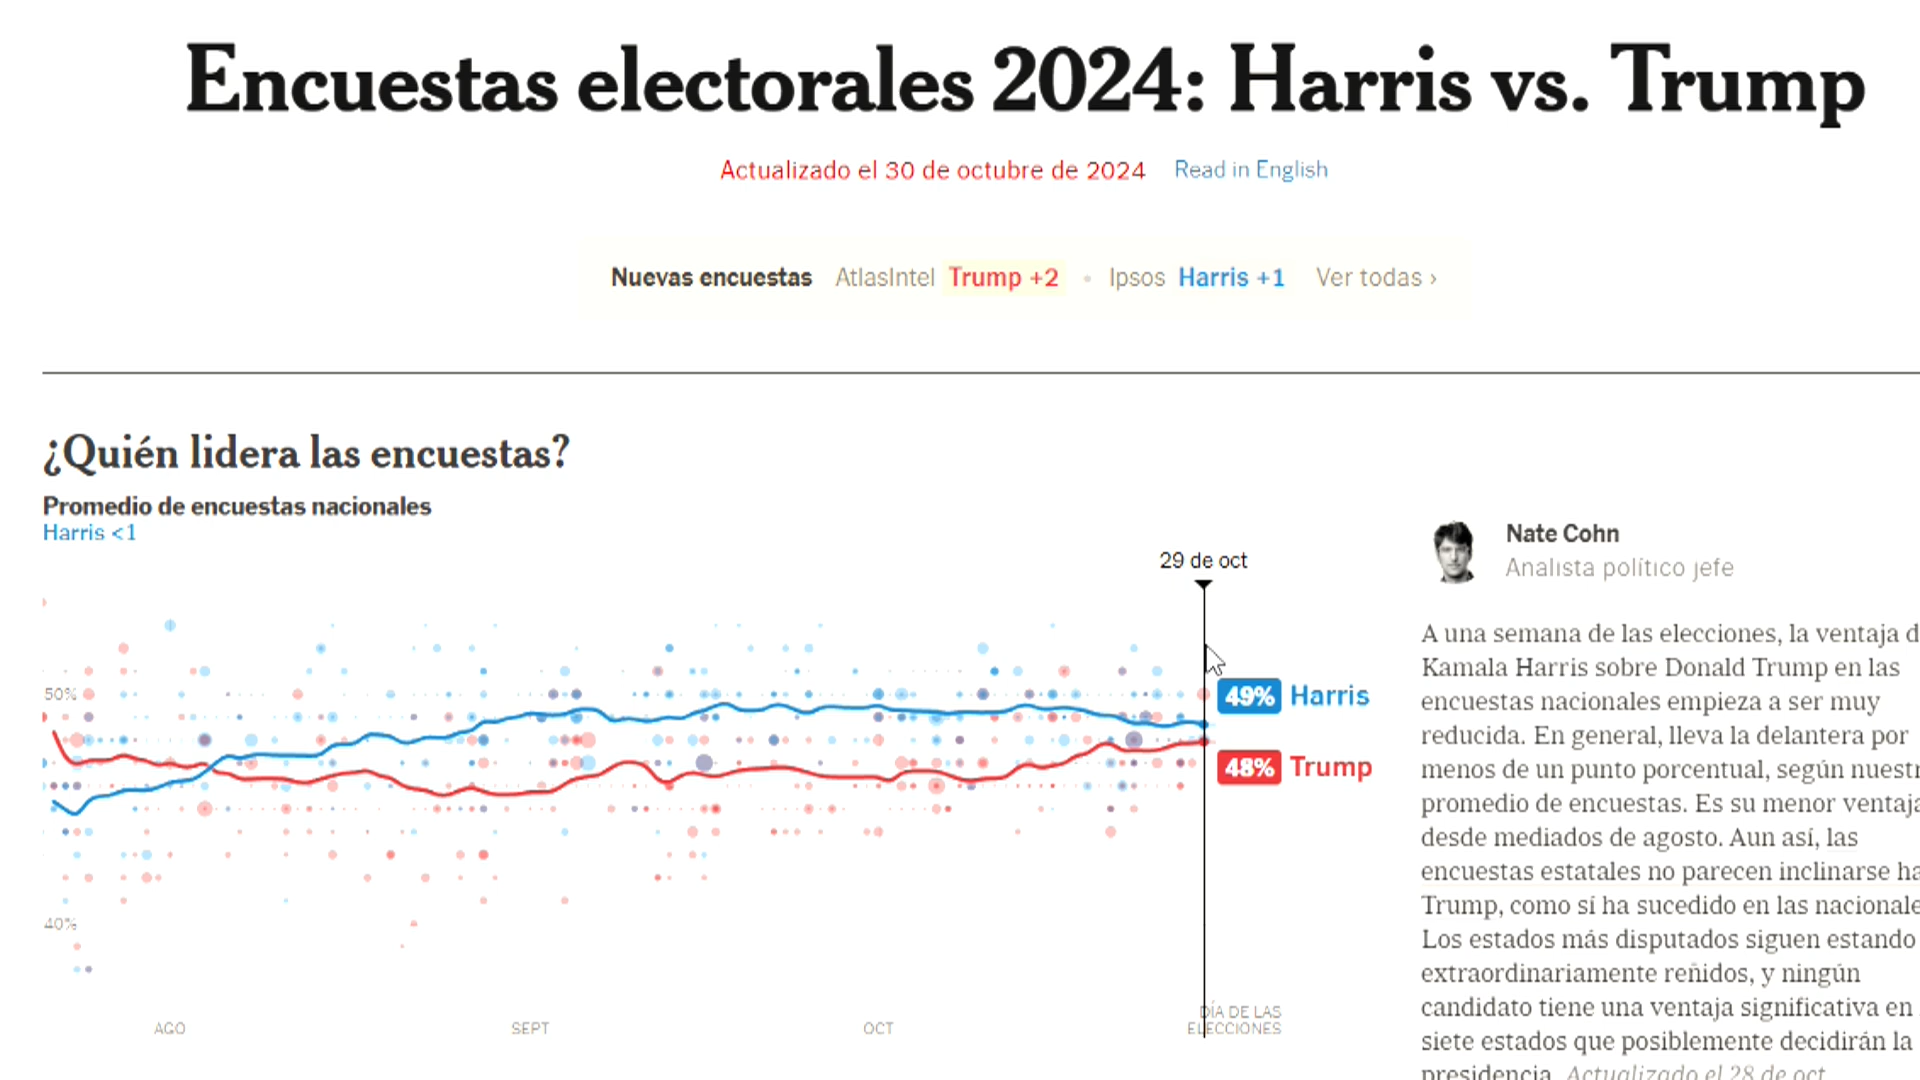 Encuestas electorales 2024: Harris vs. Trump
Actualizado el 30 de octubre de 2024 Read in English
Nuevas encuestas AtlasIntel Trump +2 • Ipsos Harris +1 Ver todas ›
¿Quién lidera las encuestas?
Promedio de encuestas nacionales
Harris <1
29 de oct
50%
49% Harris
48% Trump
40%
AGO SEPT OCT
DÍA DE LAS
ELECCIONES
Nate Cohn
Analista político jefe
A una semana de las elecciones, la ventaja d
Kamala Harris sobre Donald Trump en las
encuestas nacionales empieza a ser muy
reducida. En general, lleva la delantera por
menos de un punto porcentual, según nuestr
promedio de encuestas. Es su menor ventaja
desde mediados de agosto. Aun así, las
encuestas estatales no parecen inclinarse ha
Trump, como sí ha sucedido en las nacionale
Los estados más disputados siguen estando
extraordinariamente reñidos, y ningún
candidato tiene una ventaja significativa en
siete estados que posiblemente decidirán la
presidencia. Actualizado el 28 de oct.